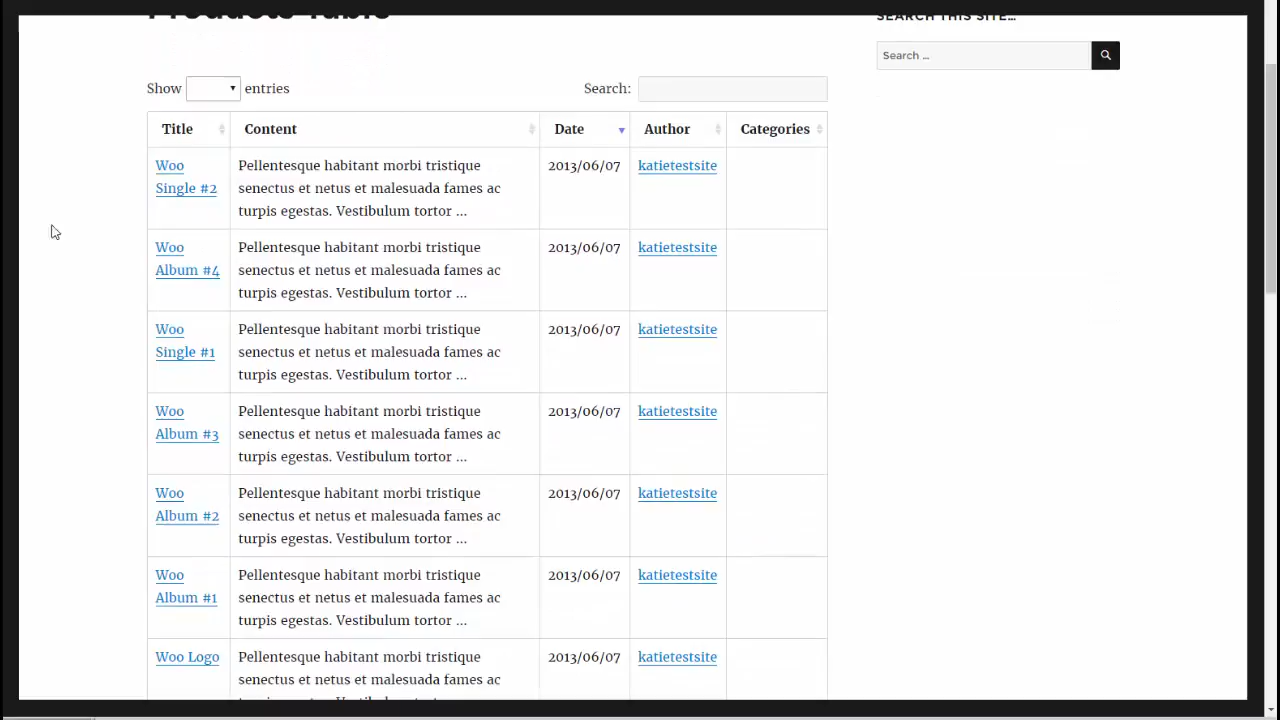 Products Table
SEARCH THIS SITE...
Search ...
Show entries
Search:
Title Content Date Author Categories
Woo
Single #2
Pellentesque habitant morbi tristique
senectus et netus et malesuada fames ac
turpis egestas. Vestibulum tortor ...
2013/06/07
katietestsite
Woo
Album #4
Pellentesque habitant morbi tristique
senectus et netus et malesuada fames ac
turpis egestas. Vestibulum tortor ...
2013/06/07
katietestsite
Woo
Single #1
Pellentesque habitant morbi tristique
senectus et netus et malesuada fames ac
turpis egestas. Vestibulum tortor ...
2013/06/07
katietestsite
Woo
Album #3
Pellentesque habitant morbi tristique
senectus et netus et malesuada fames ac
turpis egestas. Vestibulum tortor ...
2013/06/07
katietestsite
Woo
Album #2
Pellentesque habitant morbi tristique
senectus et netus et malesuada fames ac
turpis egestas. Vestibulum tortor ...
2013/06/07
katietestsite
Woo
Album #1
Pellentesque habitant morbi tristique
senectus et netus et malesuada fames ac
turpis egestas. Vestibulum tortor ...
2013/06/07
katietestsite
Woo Logo
Pellentesque habitant morbi tristique
senectus et netus et malesuada fames ac
2013/06/07
katietestsite